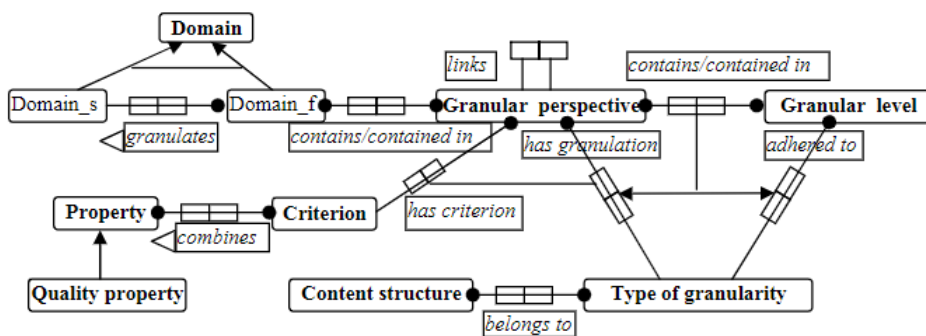 Domain
links
contains/contained in
Domain_s
Domain_f
Granular perspective
Granular level
granulates
contains/contained in
has granulation
adhered to
Property
Criterion
has criterion
combines
Quality property
Content structure
Type of granularity
belongs to